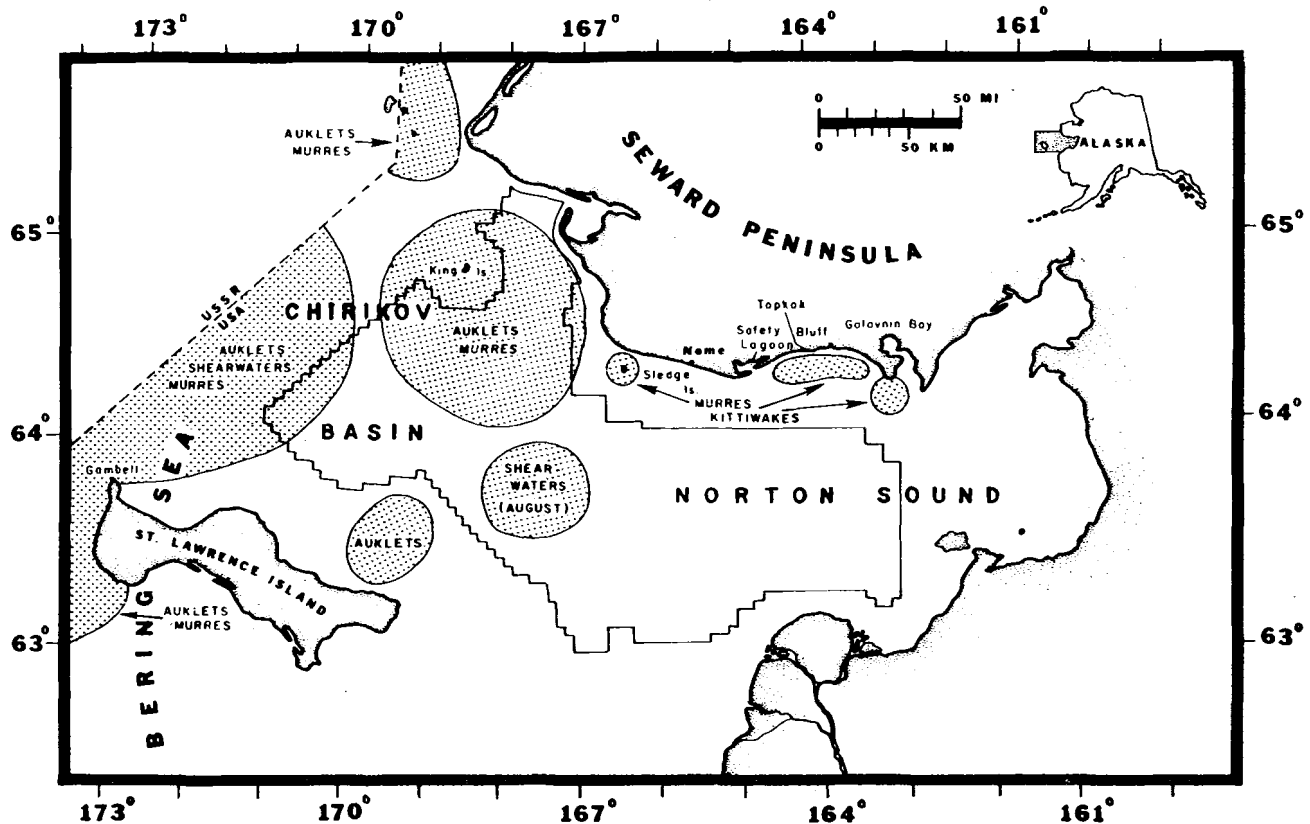 173° 170° 167° 164° 161°
0 50 MI
0 50 KM
ALASKA
AUKLETS
MURRES
SEWARD PENINSULA
65° 65°
King Is.
USSR
USA
CHIRIKOV
AUKLETS
MURRES
AUKLETS
SHEARWATERS
MURRES
Topkok
Safety Bluff Golovnin Bay
Lagoon
Nome
Sledge
Is.
MURRES
KITTIWAKES
64° 64°
BASIN
Gambell
SHEAR
WATERS
(AUGUST)
NORTON SOUND
AUKLETS
ST. LAWRENCE ISLAND
AUKLETS
MURRES
63° 63°
BERING SEA
173° 170° 167° 164° 161°